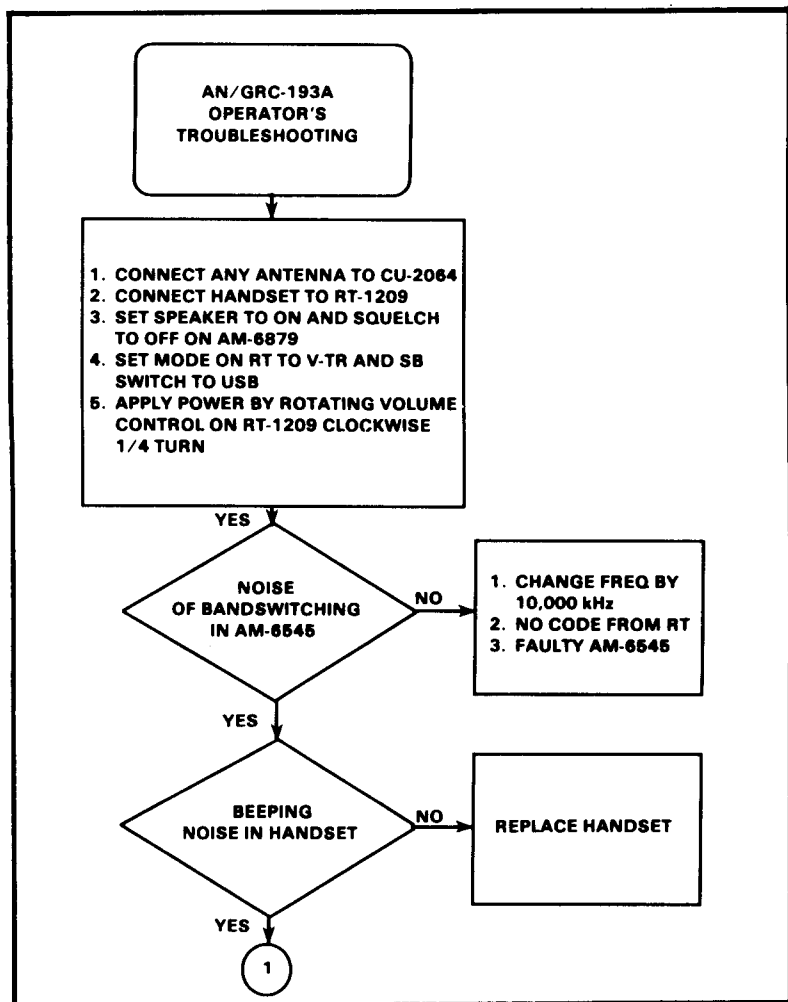 AN/GRC-193A
OPERATOR'S
TROUBLESHOOTING
1. CONNECT ANY ANTENNA TO CU-2064
2. CONNECT HANDSET TO RT-1209
3. SET SPEAKER TO ON AND SQUELCH
TO OFF ON AM-6879
4. SET MODE ON RT TO V-TR AND SB
SWITCH TO USB
5. APPLY POWER BY ROTATING VOLUME
CONTROL ON RT-1209 CLOCKWISE
1/4 TURN
YES
NOISE
OF BANDSWITCHING
IN AM-6545
NO
1. CHANGE FREQ BY
10,000 kHz
2. NO CODE FROM RT
3. FAULTY AM-6545
YES
BEEPING
NOISE IN HANDSET
NO
REPLACE HANDSET
YES
1